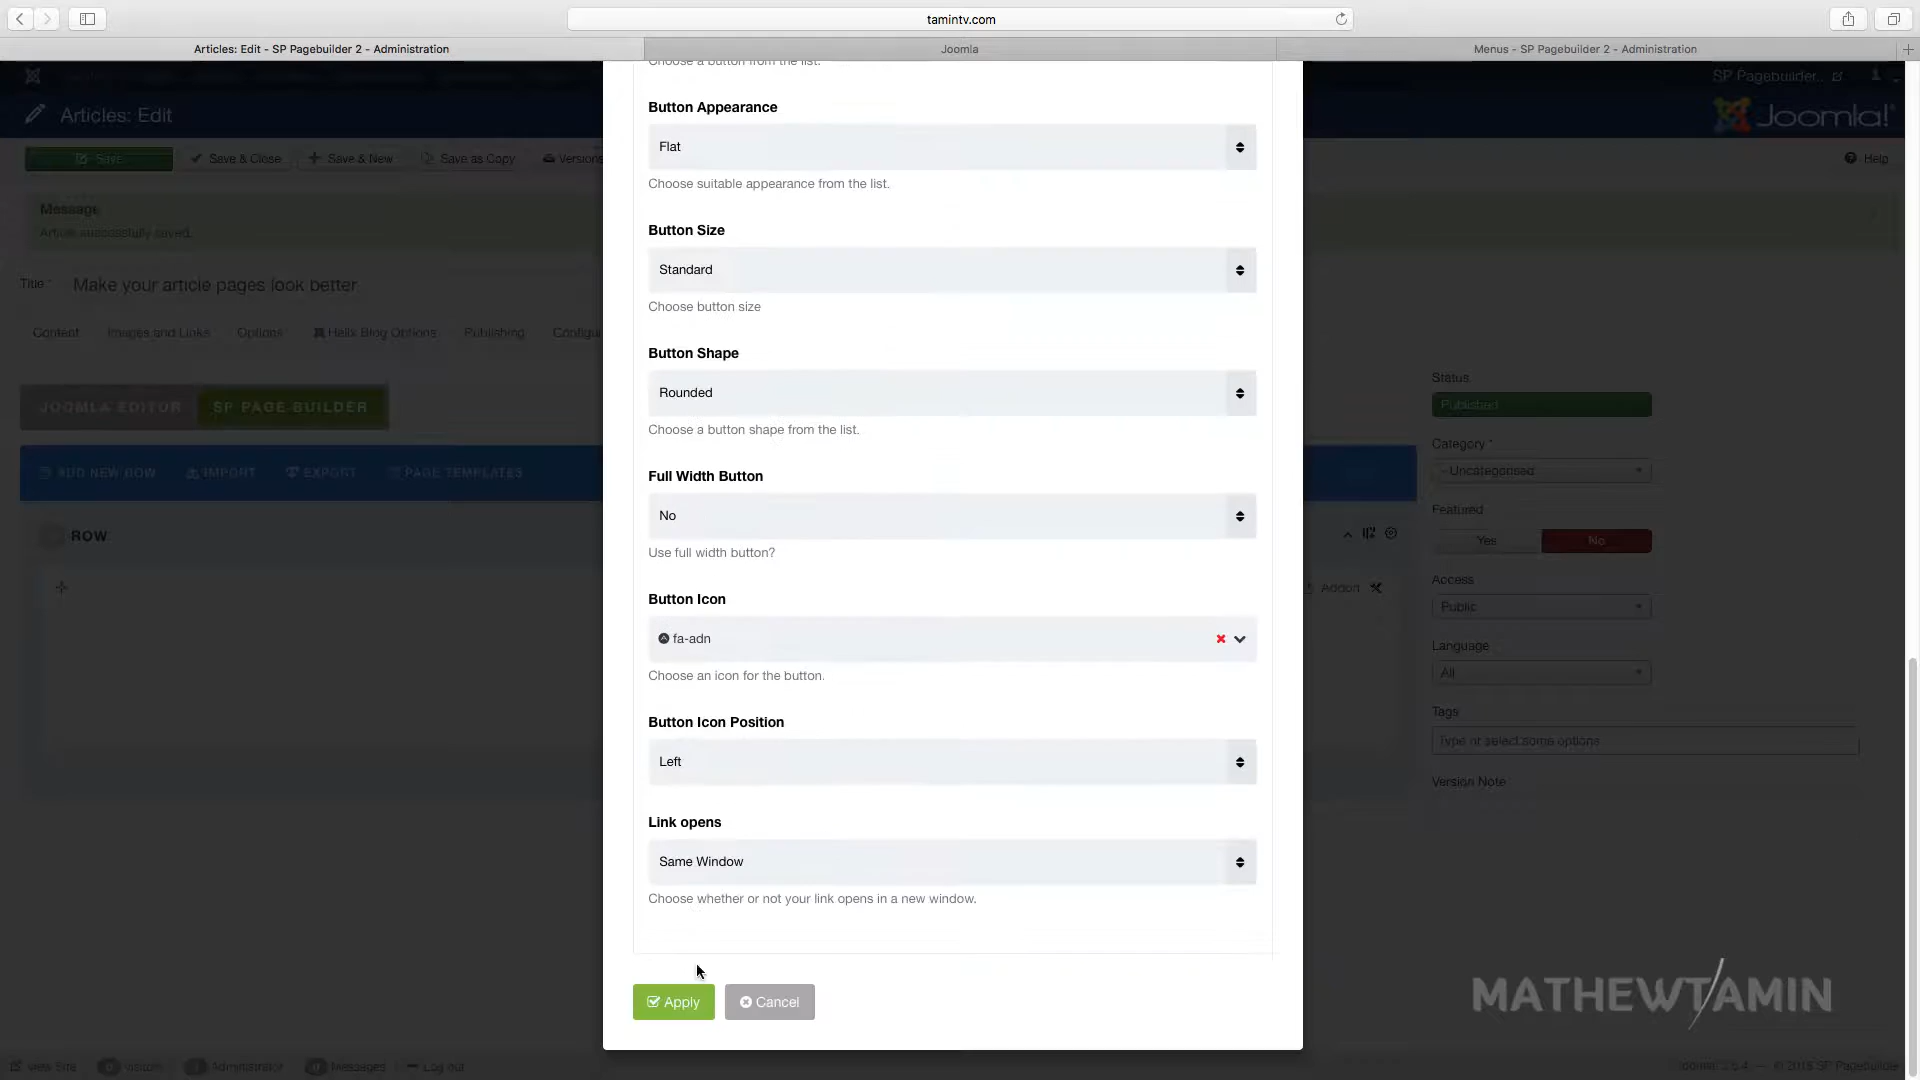 tamintv.com
Articles: Edit - SP Pagebuilder 2 - Administration
Joomla
Menus - SP Pagebuilder 2 - Administration
Choose a button from the list.
SP Pagebuilder...
Articles: Edit
Joomla!
Button Appearance
Flat
Choose suitable appearance from the list.
Save
Save & Close
Save & New
Save as Copy
Versions
Help
Message
Article successfully saved.
Title *
Make your article pages look better
Content
Images and Links
Options
Helix Blog Options
Publishing
Configu
JOOMLA EDITOR
SP PAGE BUILDER
ADD NEW ROW
IMPORT
EXPORT
PAGE TEMPLATES
ROW
Addon
Button Size
Standard
Choose button size
Button Shape
Rounded
Choose a button shape from the list.
Full Width Button
No
Use full width button?
Button Icon
fa-adn
Choose an icon for the button.
Button Icon Position
Left
Link opens
Same Window
Choose whether or not your link opens in a new window.
Apply
Cancel
Status
Published
Category *
- Uncategorised
Featured
Yes
No
Access
Public
Language
All
Tags
Type or select some options
Version Note
MATHEWTAMIN
View Site
Administrator
Messages
Log out
© 2016 SP Pagebuilder